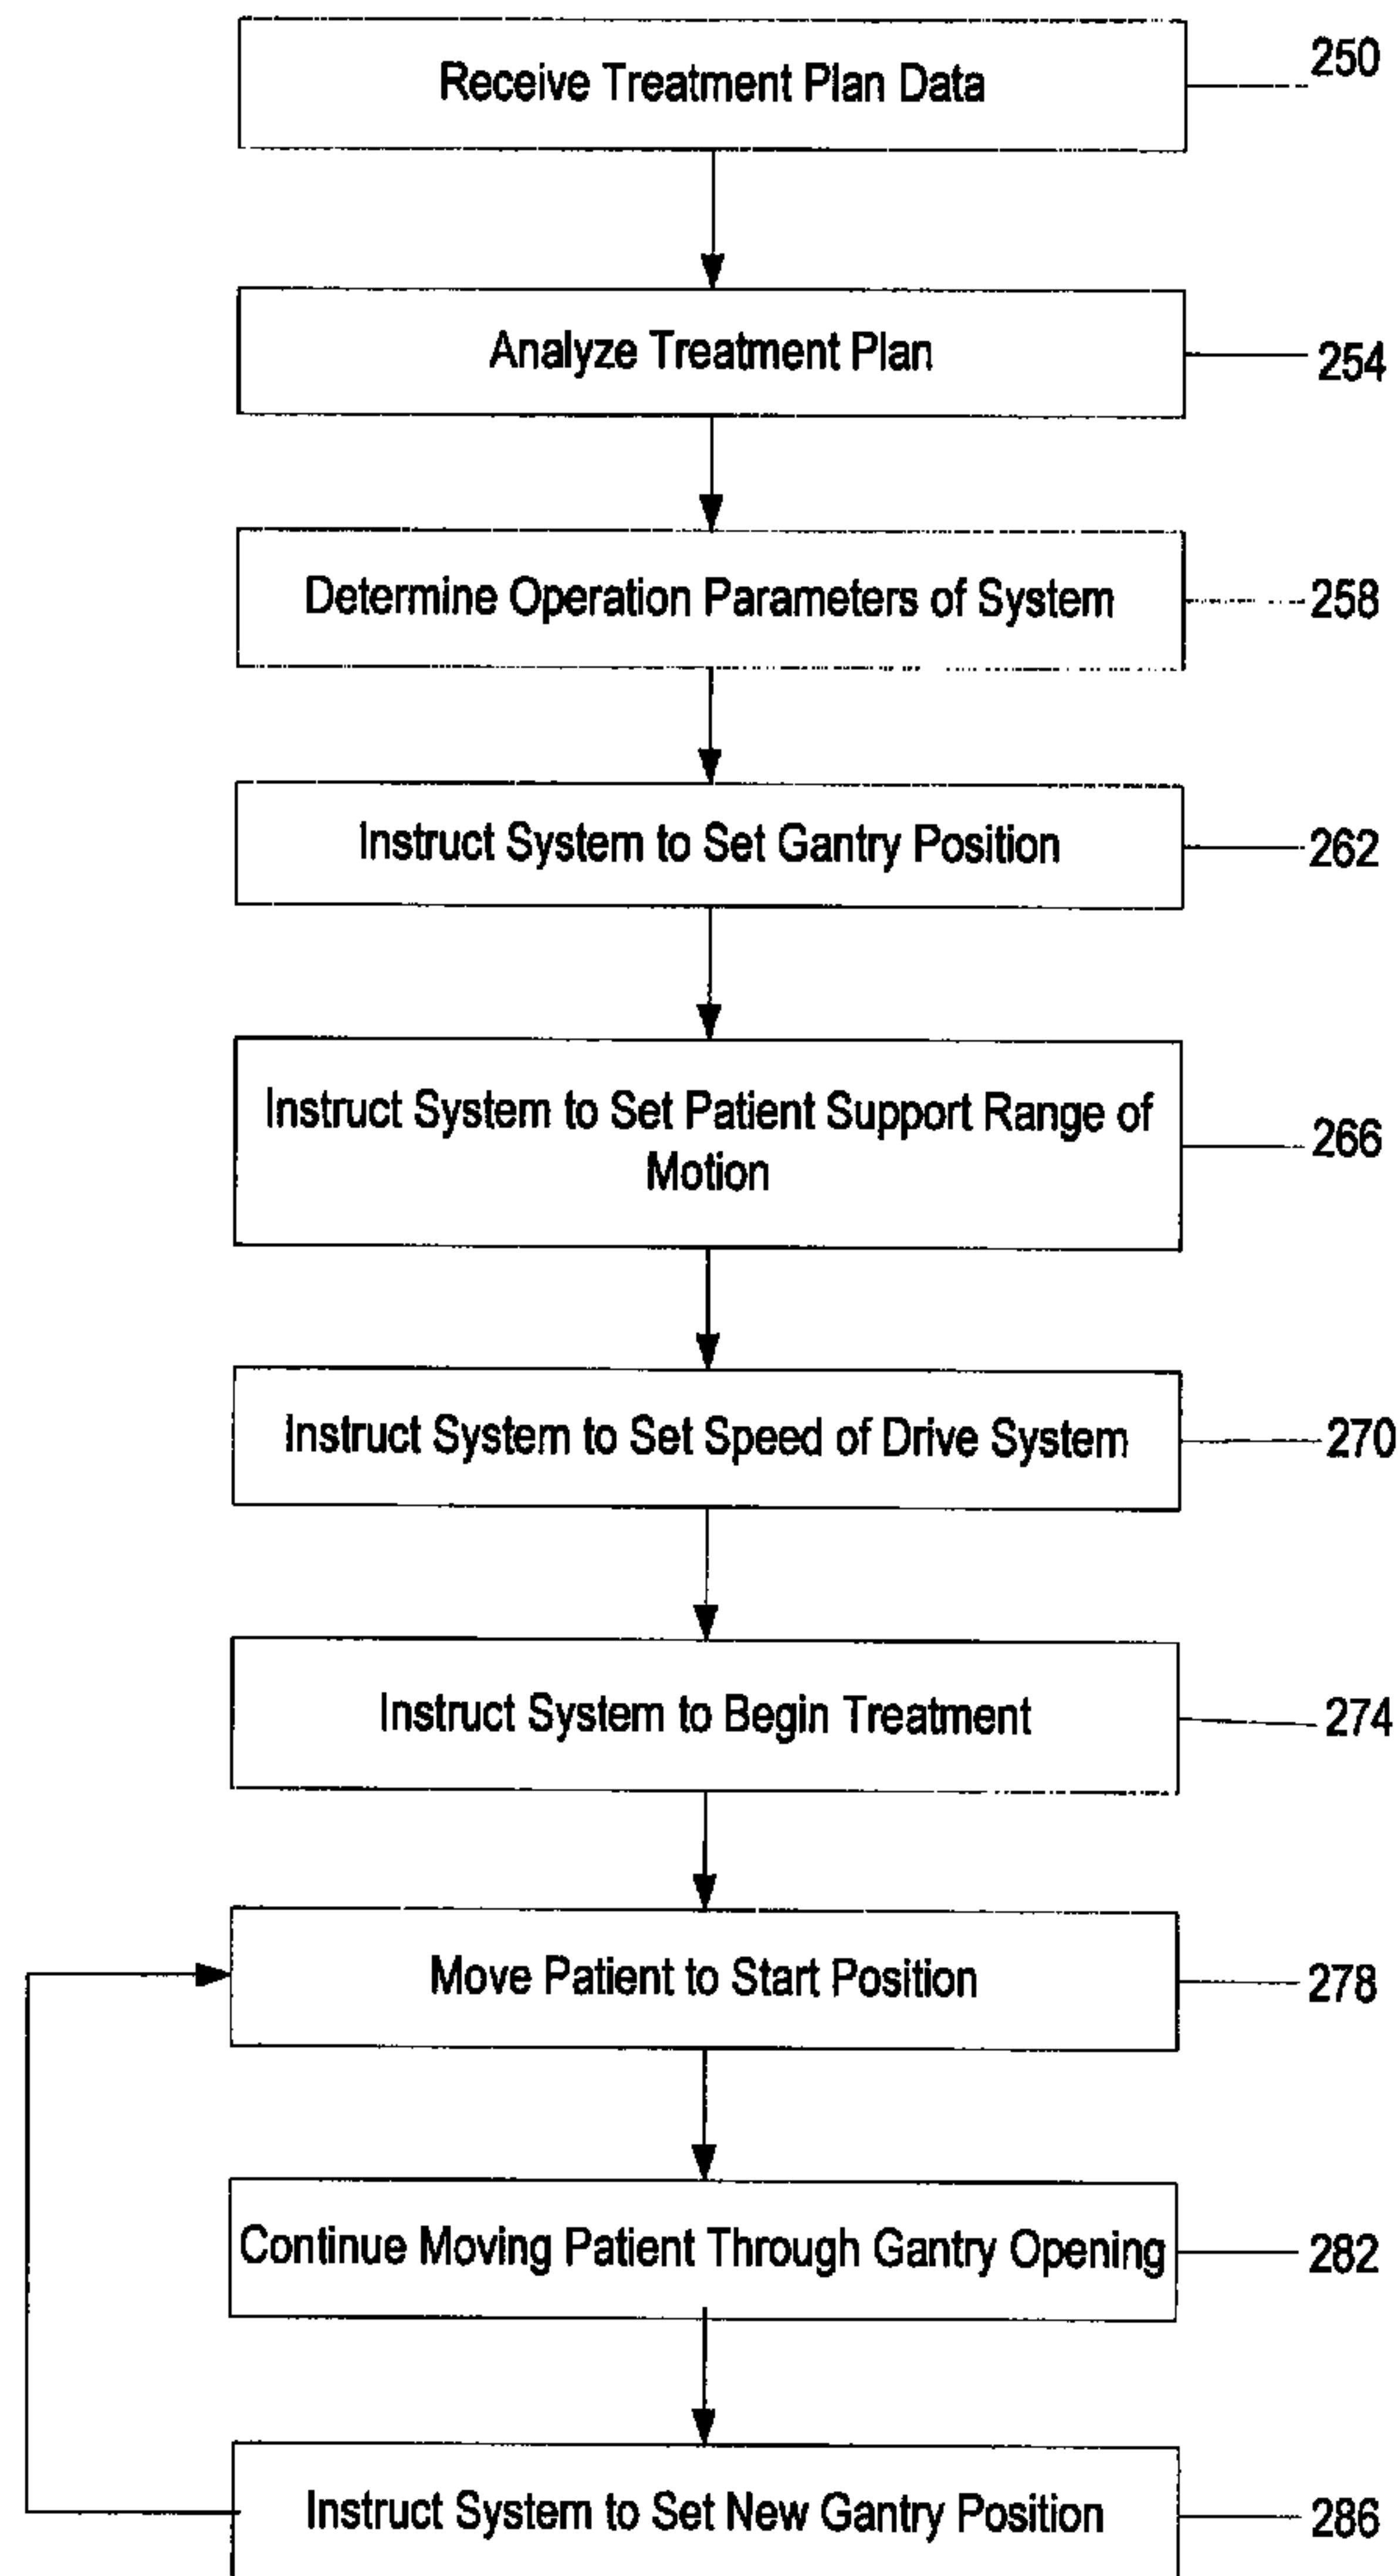 Receive Treatment Plan Data
250
Analyze Treatment Plan
254
Determine Operation Parameters of System
258
Instruct System to Set Gantry Position
262
Instruct System to Set Patient Support Range of
Motion
266
Instruct System to Set Speed of Drive System
270
Instruct System to Begin Treatment
274
Move Patient to Start Position
278
Continue Moving Patient Through Gantry Opening
282
Instruct System to Set New Gantry Position
286